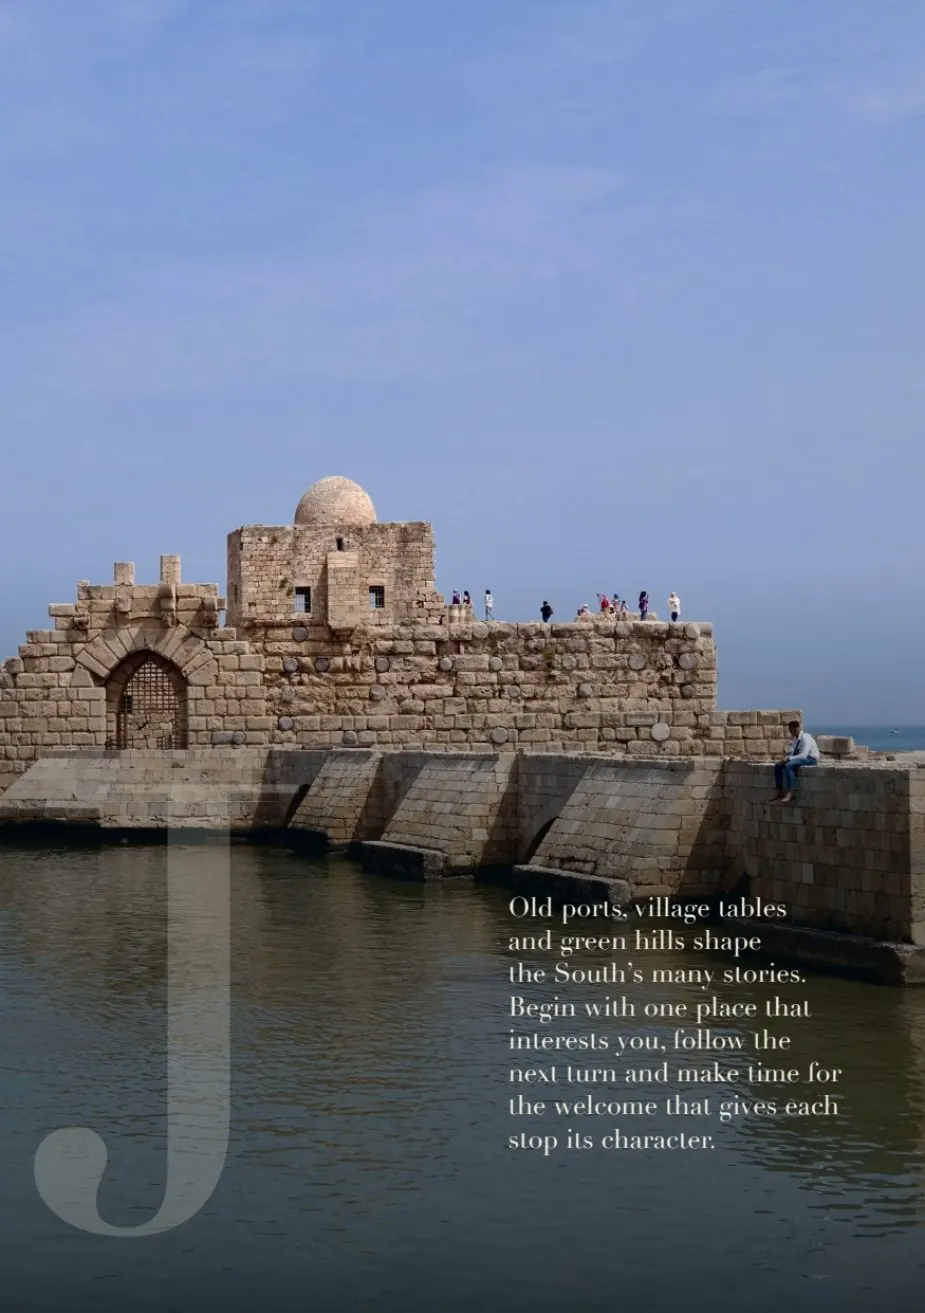 Old ports, village tables
and green hills shape
the South’s many stories.
Begin with one place that
interests you, follow the
next turn and make time for
the welcome that gives each
stop its character.
J